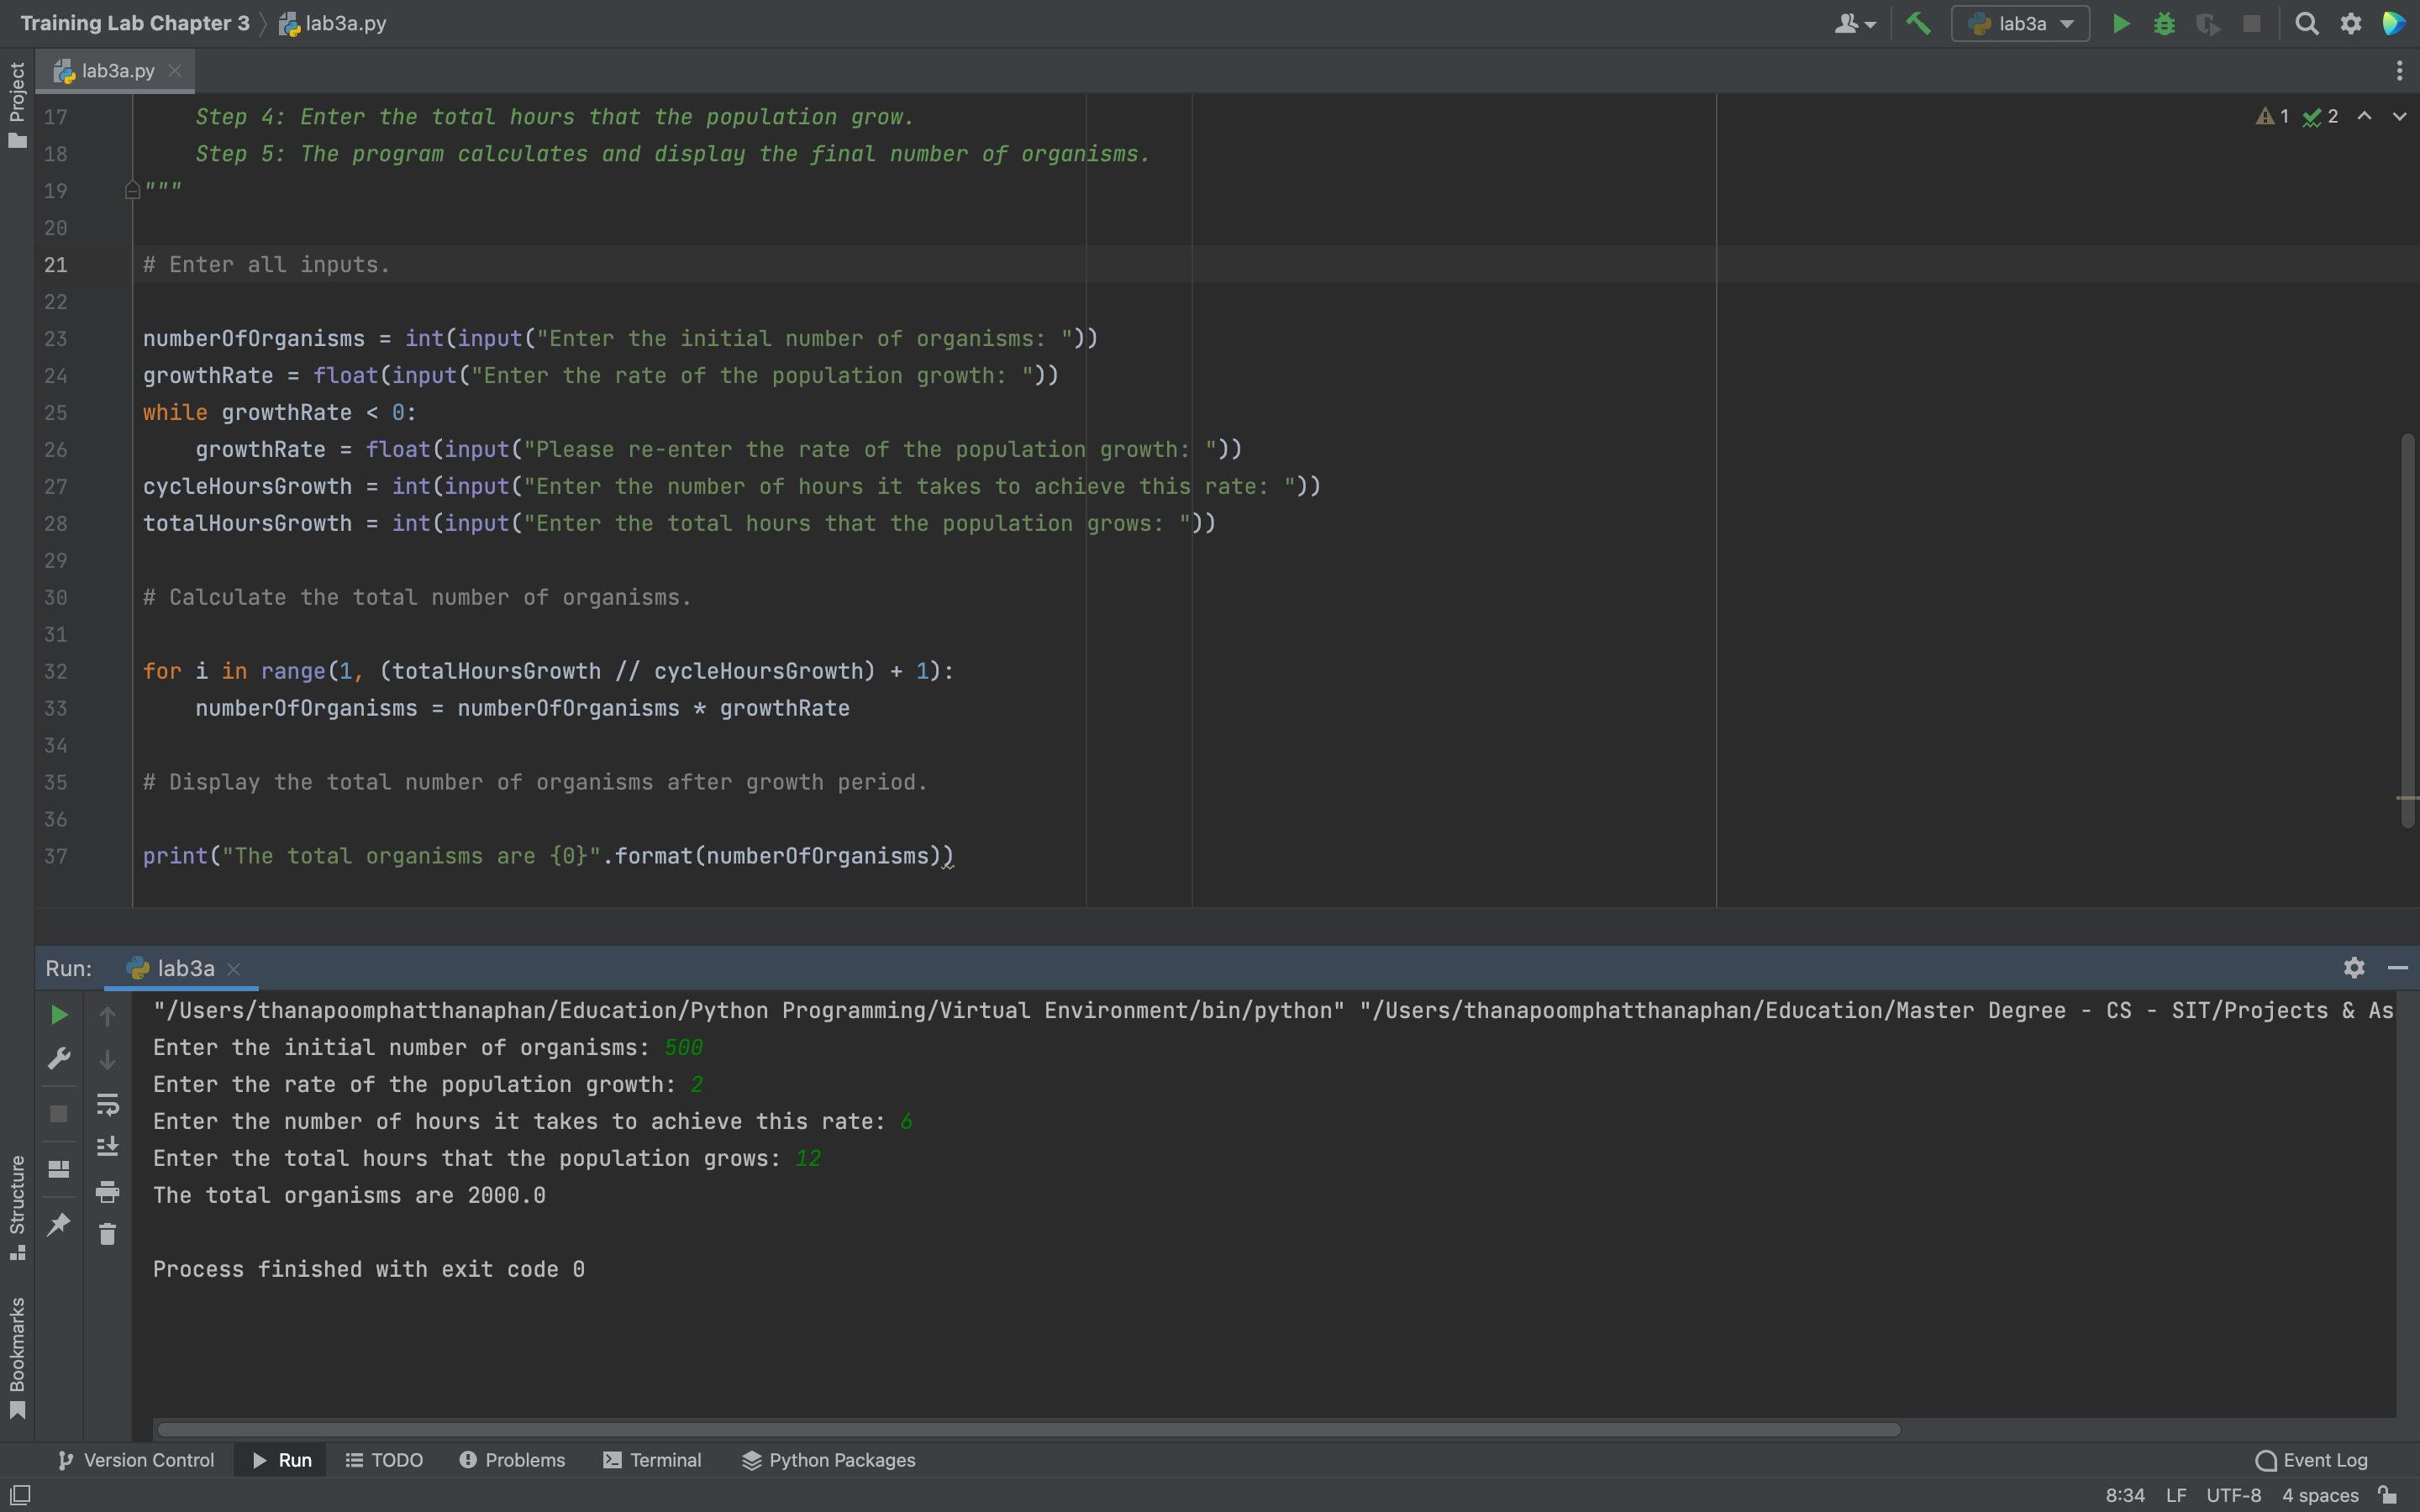 Training Lab Chapter 3 lab3a.py lab3a
Project
lab3a.py
17 Step 4: Enter the total hours that the population grow. 1 2
18 Step 5: The program calculates and display the final number of organisms.
19 """
20
21 # Enter all inputs.
22
23 numberOfOrganisms = int(input("Enter the initial number of organisms: "))
24 growthRate = float(input("Enter the rate of the population growth: "))
25 while growthRate < 0:
26 growthRate = float(input("Please re-enter the rate of the population growth: "))
27 cycleHoursGrowth = int(input("Enter the number of hours it takes to achieve this rate: "))
28 totalHoursGrowth = int(input("Enter the total hours that the population grows: "))
29
30 # Calculate the total number of organisms.
31
32 for i in range(1, (totalHoursGrowth // cycleHoursGrowth) + 1):
33 numberOfOrganisms = numberOfOrganisms * growthRate
34
35 # Display the total number of organisms after growth period.
36
37 print("The total organisms are {0}".format(numberOfOrganisms))
Run: lab3a
"/Users/thanapoomphatthanaphan/Education/Python Programming/Virtual Environment/bin/python" "/Users/thanapoomphatthanaphan/Education/Master Degree - CS - SIT/Projects & As
Enter the initial number of organisms: 500
Enter the rate of the population growth: 2
Enter the number of hours it takes to achieve this rate: 6
Enter the total hours that the population grows: 12
The total organisms are 2000.0
Process finished with exit code 0
Structure
Bookmarks
Version Control Run TODO Problems Terminal Python Packages Event Log
8:34 LF UTF-8 4 spaces